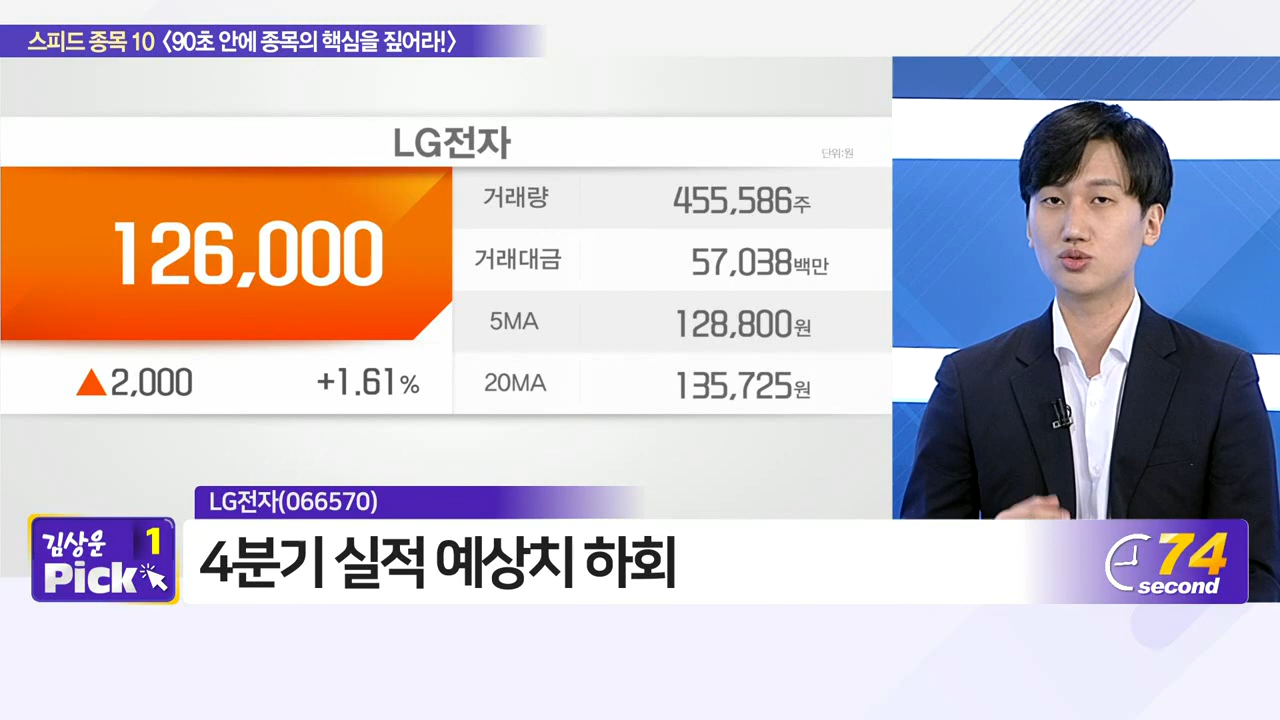 스피드 종목 10 〈90초 안에 종목의 핵심을 짚어라!〉
LG전자
단위:원
126,000
▲2,000 +1.61%
거래량 455,586주
거래대금 57,038백만
5MA 128,800원
20MA 135,725원
LG전자(066570)
김상운 1
Pick
4분기 실적 예상치 하회
74
second